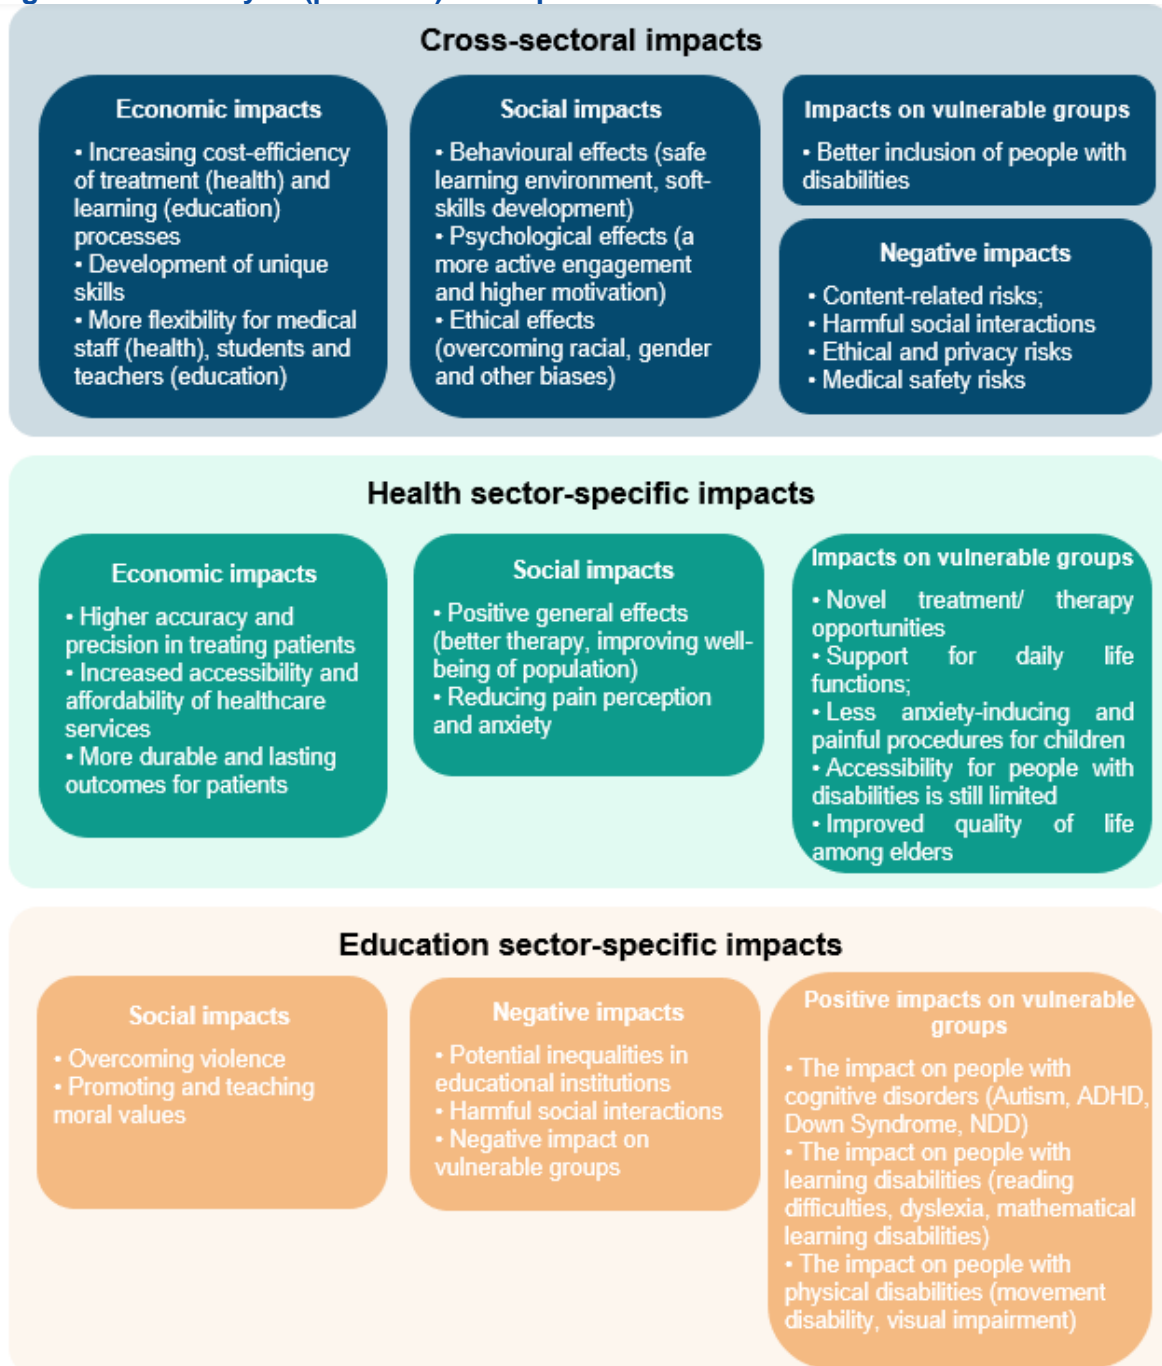 Cross-sectoral impacts
Economic impacts
• Increasing cost-efficiency
of treatment (health) and
learning (education)
processes
• Development of unique
skills
• More flexibility for medical
staff (health), students and
teachers (education)
Social impacts
• Behavioural effects (safe
learning environment, soft-
skills development)
• Psychological effects (a
more active engagement
and higher motivation)
• Ethical effects
(overcoming racial, gender
and other biases)
Impacts on vulnerable groups
• Better inclusion of people with
disabilities
Negative impacts
• Content-related risks;
• Harmful social interactions
• Ethical and privacy risks
• Medical safety risks
Health sector-specific impacts
Economic impacts
• Higher accuracy and
precision in treating patients
• Increased accessibility and
affordability of healthcare
services
• More durable and lasting
outcomes for patients
Social impacts
• Positive general effects
(better therapy, improving well-
being of population)
• Reducing pain perception
and anxiety
Impacts on vulnerable groups
• Novel treatment/ therapy
opportunities
• Support for daily life
functions;
• Less anxiety-inducing and
painful procedures for children
• Accessibility for people with
disabilities is still limited
• Improved quality of life
among elders
Education sector-specific impacts
Social impacts
• Overcoming violence
• Promoting and teaching
moral values
Negative impacts
• Potential inequalities in
educational institutions
• Harmful social interactions
• Negative impact on
vulnerable groups
Positive impacts on vulnerable
groups
• The impact on people with
cognitive disorders (Autism, ADHD,
Down Syndrome, NDD)
• The impact on people with
learning disabilities (reading
difficulties, dyslexia, mathematical
learning disabilities)
• The impact on people with
physical disabilities (movement
disability, visual impairment)